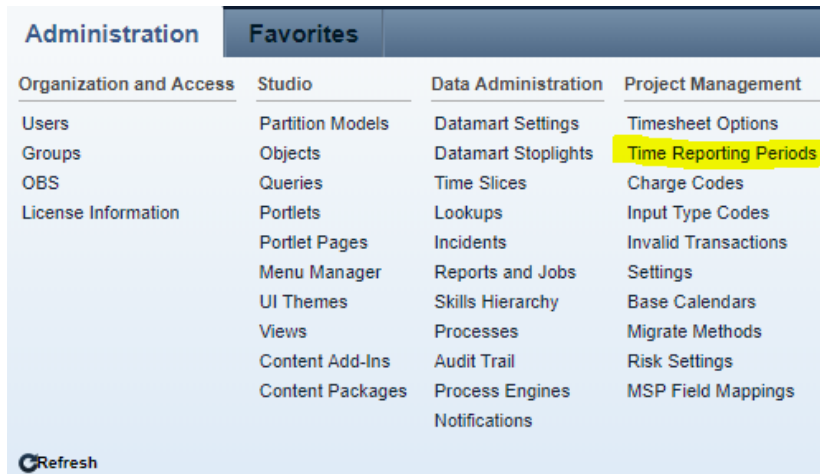 Administration
Favorites
Organization and Access
Users
Groups
OBS
License Information
Studio
Partition Models
Objects
Queries
Portlets
Portlet Pages
Menu Manager
UI Themes
Views
Content Add-Ins
Content Packages
Data Administration
Datamart Settings
Datamart Stoplights
Time Slices
Lookups
Incidents
Reports and Jobs
Skills Hierarchy
Processes
Audit Trail
Process Engines
Notifications
Project Management
Timesheet Options
Time Reporting Periods
Charge Codes
Input Type Codes
Invalid Transactions
Settings
Base Calendars
Migrate Methods
Risk Settings
MSP Field Mappings
Refresh